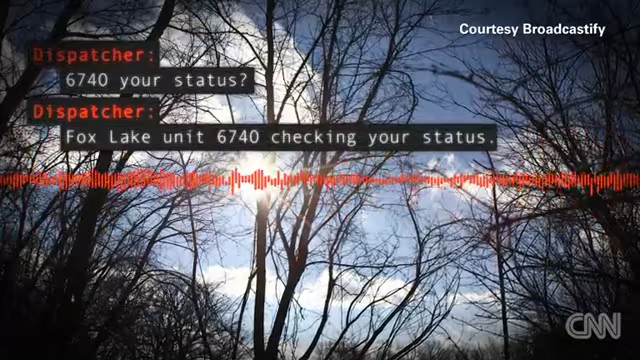 Courtesy Broadcastify
Dispatcher:
6740 your status?
Dispatcher:
Fox Lake unit 6740 checking your status.
CNN